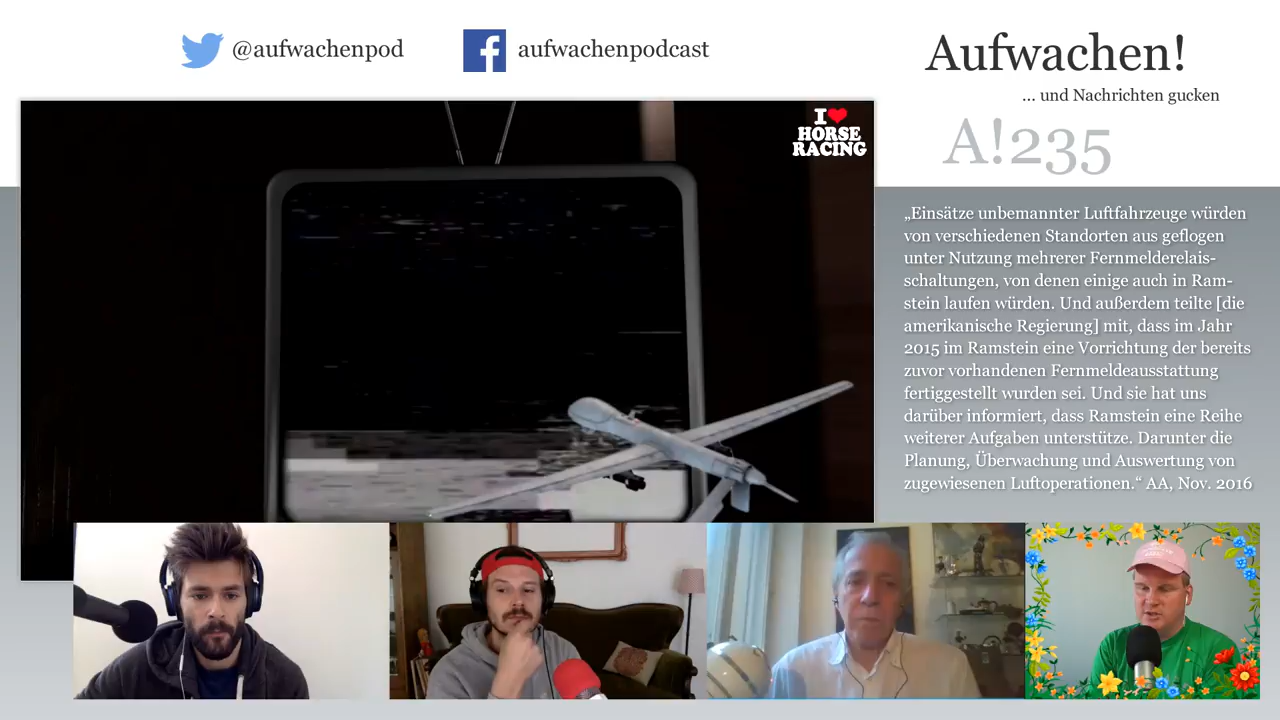 @aufwachenpod
aufwachenpodcast
Aufwachen!
... und Nachrichten gucken
A!235
I
HORSE
RACING
„Einsätze unbemannter Luftfahrzeuge würden
von verschiedenen Standorten aus geflogen
unter Nutzung mehrerer Fernmelderelais-
schaltungen, von denen einige auch in Ram-
stein laufen würden. Und außerdem teilte [die
amerikanische Regierung] mit, dass im Jahr
2015 im Ramstein eine Vorrichtung der bereits
zuvor vorhandenen Fernmeldeausstattung
fertiggestellt wurden sei. Und sie hat uns
darüber informiert, dass Ramstein eine Reihe
weiterer Aufgaben unterstütze. Darunter die
Planung, Überwachung und Auswertung von
zugewiesenen Luftoperationen.“ AA, Nov. 2016